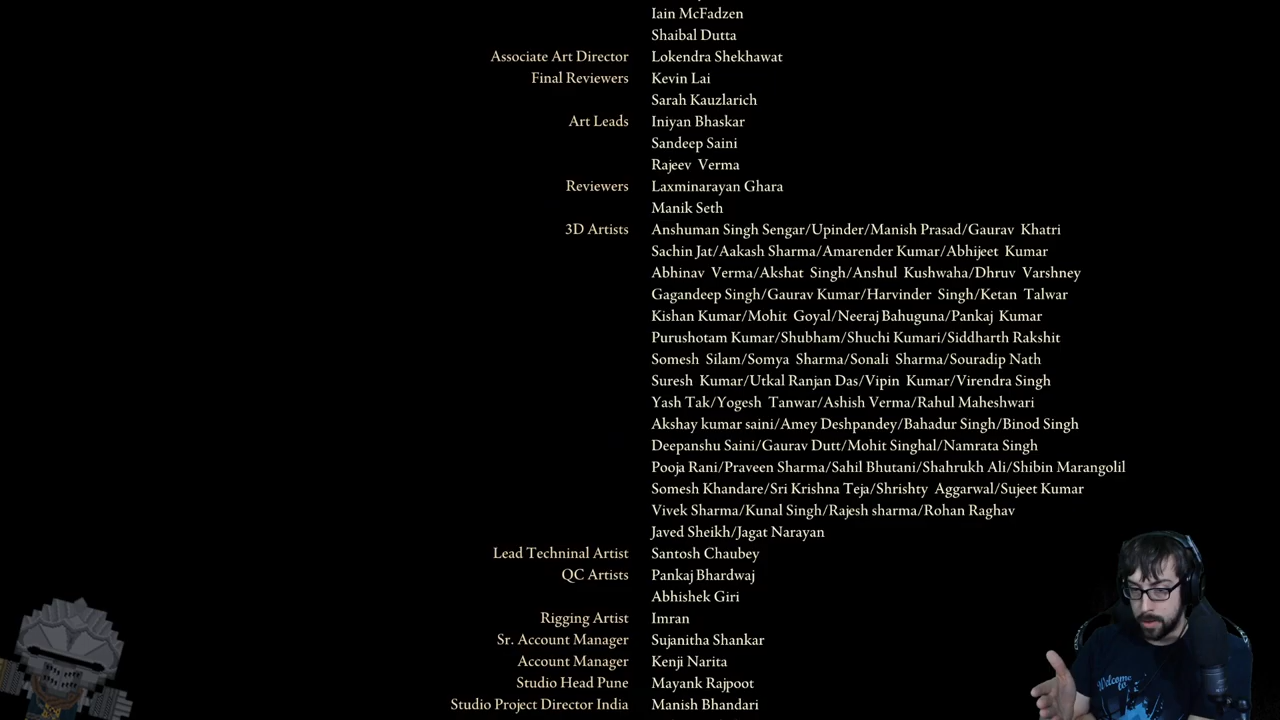 Iain McFadzen
Shaibal Dutta
Associate Art Director Lokendra Shekhawat
Final Reviewers Kevin Lai
Sarah Kauzlarich
Art Leads Iniyan Bhaskar
Sandeep Saini
Rajeev Verma
Reviewers Laxminarayan Ghara
Manik Seth
3D Artists Anshuman Singh Sengar/Upinder/Manish Prasad/Gaurav Khatri
Sachin Jat/Aakash Sharma/Amarender Kumar/Abhijeet Kumar
Abhinav Verma/Akshat Singh/Anshul Kushwaha/Dhruv Varshney
Gagandeep Singh/Gaurav Kumar/Harvinder Singh/Ketan Talwar
Kishan Kumar/Mohit Goyal/Neeraj Bahuguna/Pankaj Kumar
Purushotam Kumar/Shubham/Shuchi Kumari/Siddharth Rakshit
Somesh Silam/Somya Sharma/Sonali Sharma/Souradip Nath
Suresh Kumar/Utkal Ranjan Das/Vipin Kumar/Virendra Singh
Yash Tak/Yogesh Tanwar/Ashish Verma/Rahul Maheshwari
Akshay kumar saini/Amey Deshpandey/Bahadur Singh/Binod Singh
Deepanshu Saini/Gaurav Dutt/Mohit Singhal/Namrata Singh
Pooja Rani/Praveen Sharma/Sahil Bhutani/Shahrukh Ali/Shibin Marangolil
Somesh Khandare/Sri Krishna Teja/Shrishty Aggarwal/Sujeet Kumar
Vivek Sharma/Kunal Singh/Rajesh sharma/Rohan Raghav
Javed Sheikh/Jagat Narayan
Lead Techninal Artist Santosh Chaubey
QC Artists Pankaj Bhardwaj
Abhishek Giri
Rigging Artist Imran
Sr. Account Manager Sujanitha Shankar
Account Manager Kenji Narita
Studio Head Pune Mayank Rajpoot
Studio Project Director India Manish Bhandari
Welcome
to